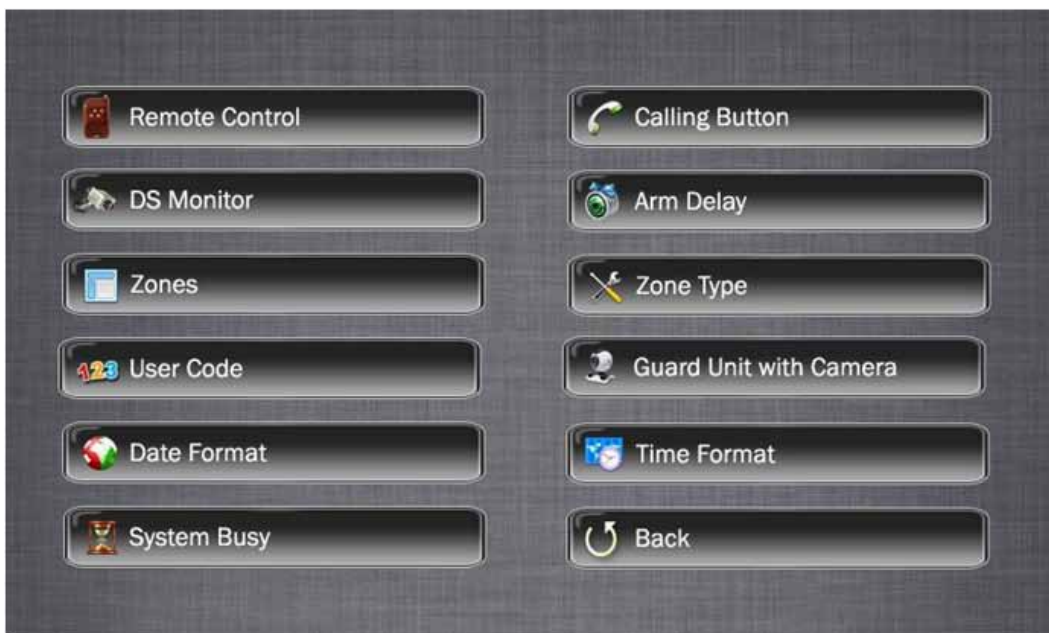 Remote Control
Calling Button
DS Monitor
Arm Delay
Zones
Zone Type
123 User Code
Guard Unit with Camera
Date Format
Time Format
System Busy
Back